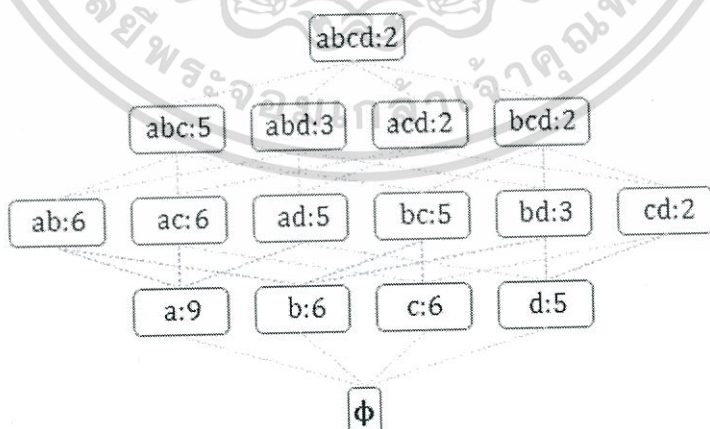 abcd:2
abc:5 abd:3 acd:2 bcd:2
ab:6 ac:6 ad:5 bc:5 bd:3 cd:2
a:9 b:6 c:6 d:5
ϕ